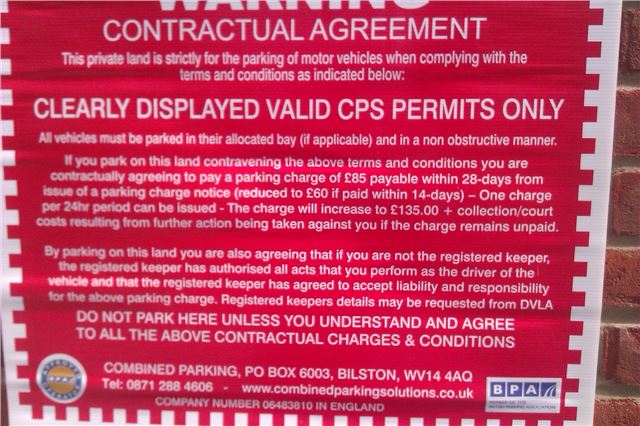 WARNING
CONTRACTUAL AGREEMENT
This private land is strictly for the parking of motor vehicles when complying with the
terms and conditions as indicated below:
CLEARLY DISPLAYED VALID CPS PERMITS ONLY
All vehicles must be parked in their allocated bay (if applicable) and in a non obstructive manner.
If you park on this land contravening the above terms and conditions you are
contractually agreeing to pay a parking charge of £85 payable within 28-days from
issue of a parking charge notice (reduced to £60 if paid within 14-days) – One charge
per 24hr period can be issued - The charge will increase to £135.00 + collection/court
costs resulting from further action being taken against you if the charge remains unpaid.
By parking on this land you are also agreeing that if you are not the registered keeper,
the registered keeper has authorised all acts that you perform as the driver of the
vehicle and that the registered keeper has agreed to accept liability and responsibility
for the above parking charge. Registered keepers details may be requested from DVLA
DO NOT PARK HERE UNLESS YOU UNDERSTAND AND AGREE
TO ALL THE ABOVE CONTRACTUAL CHARGES & CONDITIONS
COMBINED PARKING, PO BOX 6003, BILSTON, WV14 4AQ
Tel: 0871 288 4606 - www.combinedparkingsolutions.co.uk
COMPANY NUMBER 06483810 IN ENGLAND
BPA
MEMBER OF THE
BRITISH PARKING ASSOCIATION